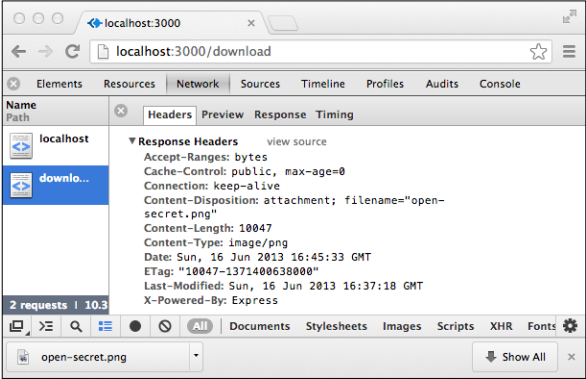 localhost:3000
localhost:3000/download
Elements Resources Network Sources Timeline Profiles Audits Console
Name
Path
Headers Preview Response Timing
localhost
downlo...
Response Headers view source
Accept-Ranges: bytes
Cache-Control: public, max-age=0
Connection: keep-alive
Content-Disposition: attachment; filename="open-
secret.png"
Content-Length: 10047
Content-Type: image/png
Date: Sun, 16 Jun 2013 16:45:33 GMT
ETag: "10047-1371400638000"
Last-Modified: Sun, 16 Jun 2013 16:37:18 GMT
X-Powered-By: Express
2 requests | 10.3
All Documents Stylesheets Images Scripts XHR Fonts
open-secret.png
Show All